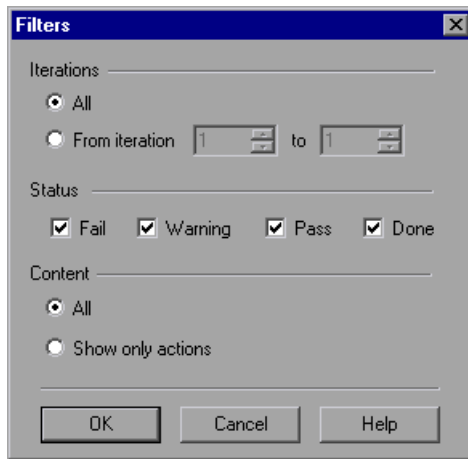 Filters
Iterations
All
From iteration 1 to 1
Status
Fail Warning Pass Done
Content
All
Show only actions
OK Cancel Help